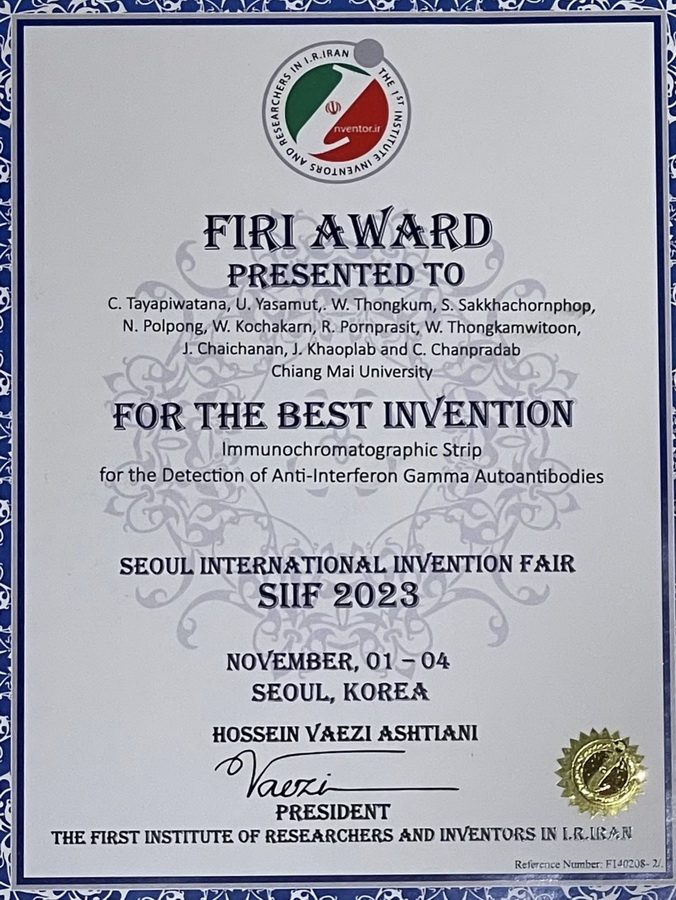 THE 1ST INSTITUTE INVENTORS AND RESEARCHERS IN I.R.IRAN
nventor.ir
FIRI AWARD
PRESENTED TO
C. Tayapiwatana, U. Yasamut,. W. Thongkum, S. Sakkhachornphop,
N. Polpong, W. Kochakarn, R. Pornprasit, W. Thongkamwitoon,
J. Chaichanan, J. Khaoplab and C. Chanpradab
Chiang Mai University
FOR THE BEST INVENTION
Immunochromatographic Strip
for the Detection of Anti-Interferon Gamma Autoantibodies
SEOUL INTERNATIONAL INVENTION FAIR
SIIF 2023
NOVEMBER, 01 – 04
SEOUL, KOREA
HOSSEIN VAEZI ASHTIANI
Vaezi
PRESIDENT
THE FIRST INSTITUTE OF RESEARCHERS AND INVENTORS IN I.R.IRAN
Reference Number: F140208- 2/.